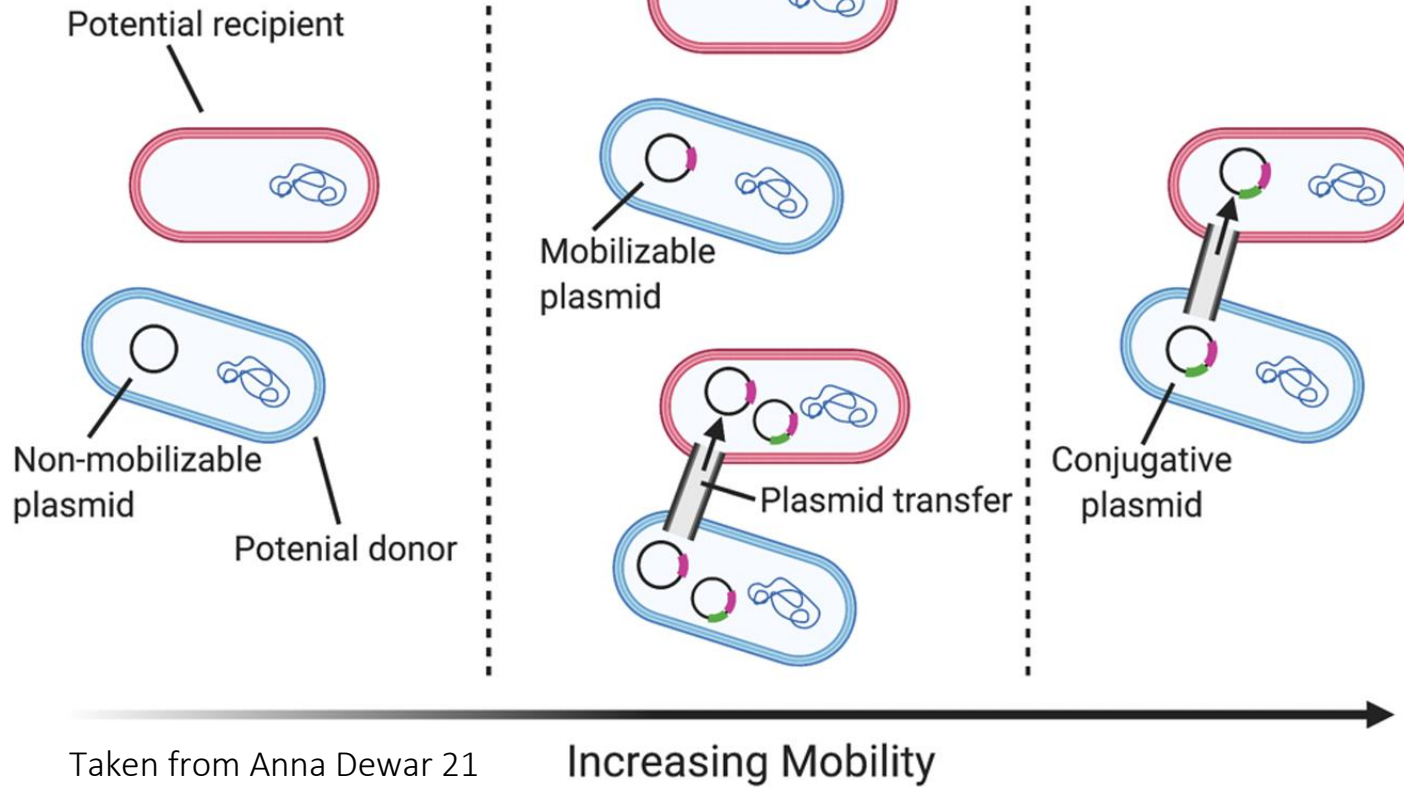 Potential recipient
Non-mobilizable
plasmid
Potenial donor
Mobilizable
plasmid
Plasmid transfer
Conjugative
plasmid
Taken from Anna Dewar 21
Increasing Mobility